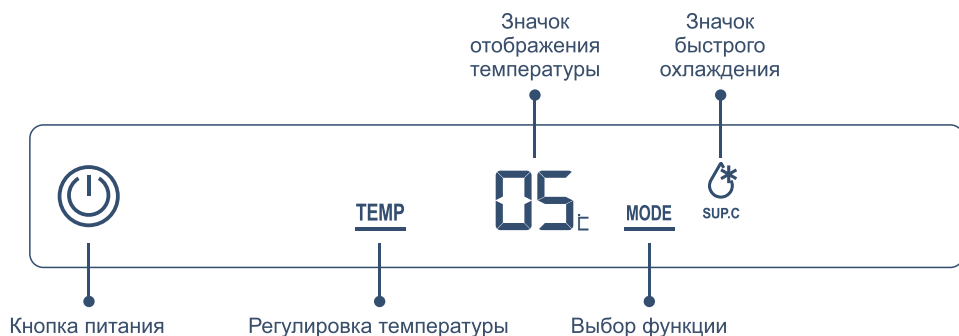 Значок
отображения
температуры
Значок
быстрого
охлаждения
TEMP
05℃
MODE
SUP.C
Кнопка питания
Регулировка температуры
Выбор функции